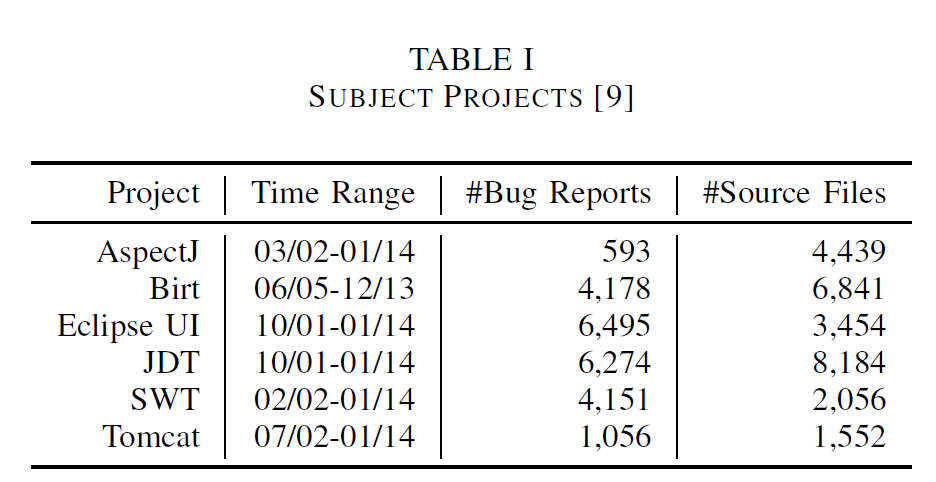 TABLE I
SUBJECT PROJECTS [9]
Project Time Range #Bug Reports #Source Files
AspectJ 03/02-01/14 593 4,439
Birt 06/05-12/13 4,178 6,841
Eclipse UI 10/01-01/14 6,495 3,454
JDT 10/01-01/14 6,274 8,184
SWT 02/02-01/14 4,151 2,056
Tomcat 07/02-01/14 1,056 1,552